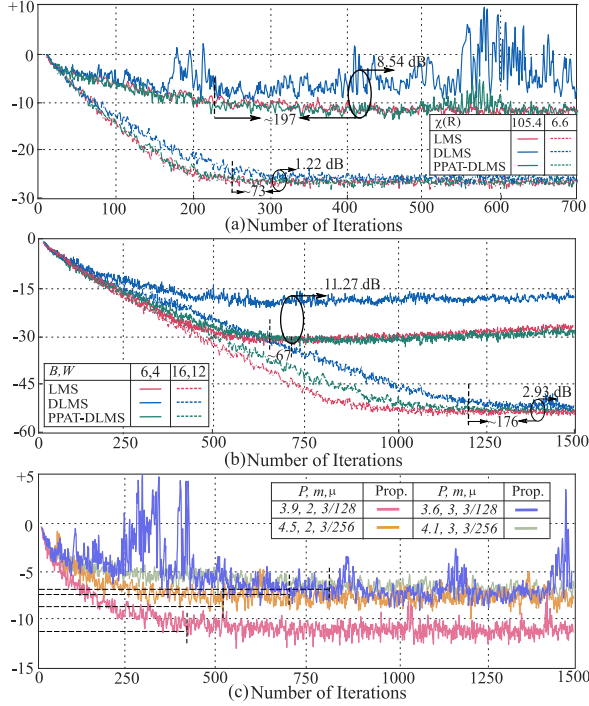 +10
0
-10
-20
-30
8.54 dB
~197
1.22 dB
~73
χ(R) 105.4 6.6
LMS
DLMS
PPAT-DLMS
0 100 200 300 400 500 600 700
(a) Number of Iterations
0
-15
-30
-45
-60
11.27 dB
~67
2.93 dB
~176
B,W 6,4 16,12
LMS
DLMS
PPAT-DLMS
250 500 750 1000 1250 1500
(b) Number of Iterations
+5
0
-5
-10
-15
P, m, μ Prop. P, m, μ Prop.
3.9, 2, 3/128 3.6, 3, 3/128
4.5, 2, 3/256 4.1, 3, 3/256
250 500 750 1000 1250 1500
(c) Number of Iterations